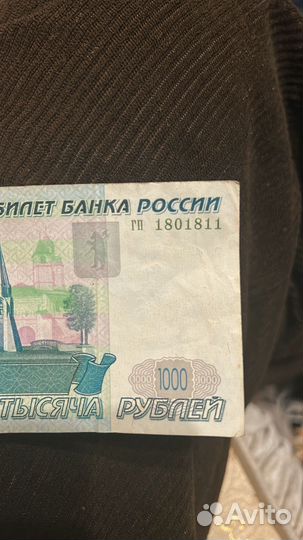 БИЛЕТ БАНКА РОССИИ
гп 1801811
1000
ТЫСЯЧА РУБЛЕЙ
Avito